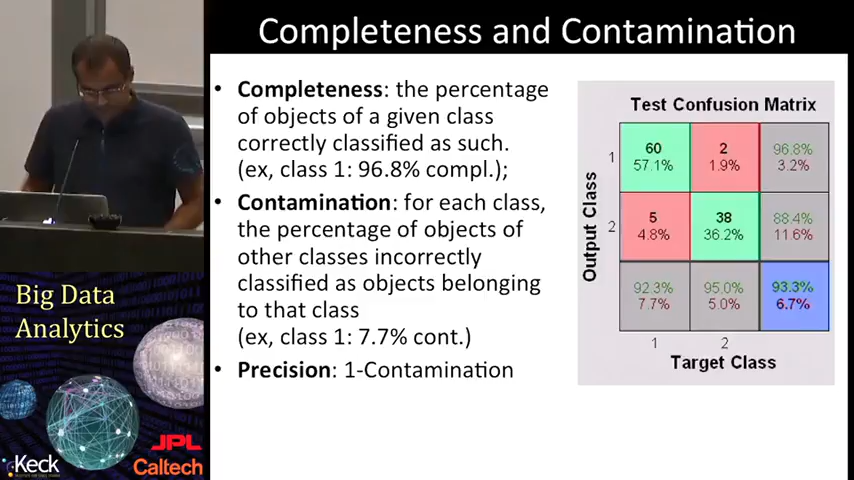 Completeness and Contamination
• Completeness: the percentage
of objects of a given class
correctly classified as such.
(ex, class 1: 96.8% compl.);
• Contamination: for each class,
the percentage of objects of
other classes incorrectly
classified as objects belonging
to that class
(ex, class 1: 7.7% cont.)
• Precision: 1-Contamination
Test Confusion Matrix
Output Class
1
60
57.1%
2
1.9%
96.8%
3.2%
2
5
4.8%
38
36.2%
88.4%
11.6%
92.3%
7.7%
95.0%
5.0%
93.3%
6.7%
1
2
Target Class
Big Data
Analytics
Keck
JPL
Caltech